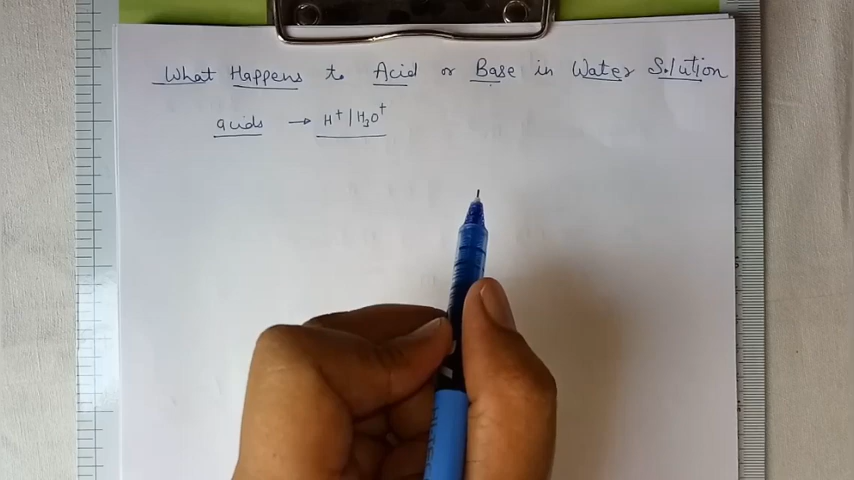 What Happens to Acid or Base in Water Solution
acids → H⁺ / H₃O⁺